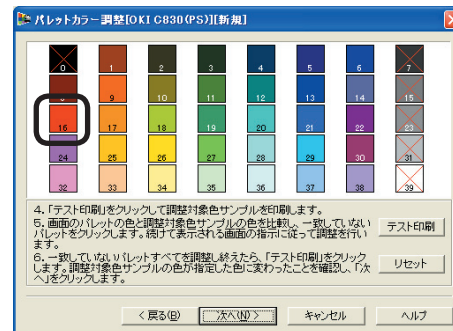 パレットカラー調整[OKI C830(PS)][新規]
0 1 2 3 4 5 6 7
8 9 10 11 12 13 14 15
16 17 18 19 20 21 22 23
24 25 26 27 28 29 30 31
32 33 34 35 36 37 38 39
4. 「テスト印刷」をクリックして調整対象色サンプルを印刷します。
5. 画面のパレットの色と調整対象色サンプルの色を比較し、一致していない
パレットをクリックします。続けて表示される画面の指示に従って調整を行い
ます。
テスト印刷
6. 一致していないパレットすべてを調整し終えたら、「テスト印刷」をクリック
します。調整対象色サンプルの色が指定した色に変わったことを確認し、「次
へ」をクリックします。
リセット
< 戻る(B) 次へ(N) > キャンセル ヘルプ